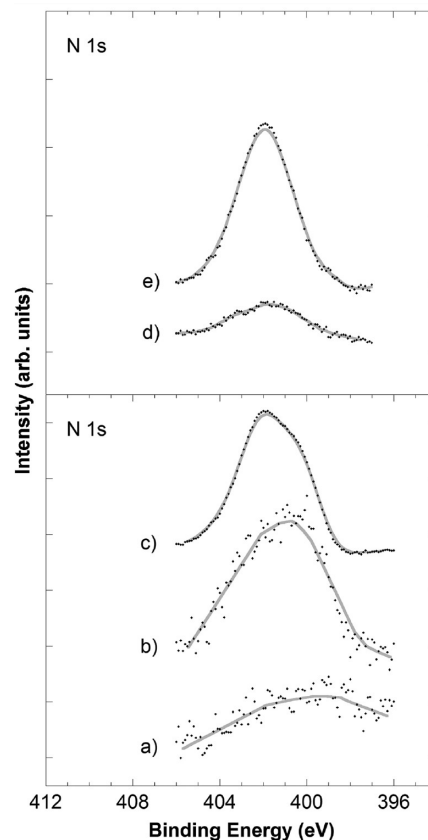 N 1s
e)
d)
Intensity (arb. units)
N 1s
c)
b)
a)
412 408 404 400 396
Binding Energy (eV)